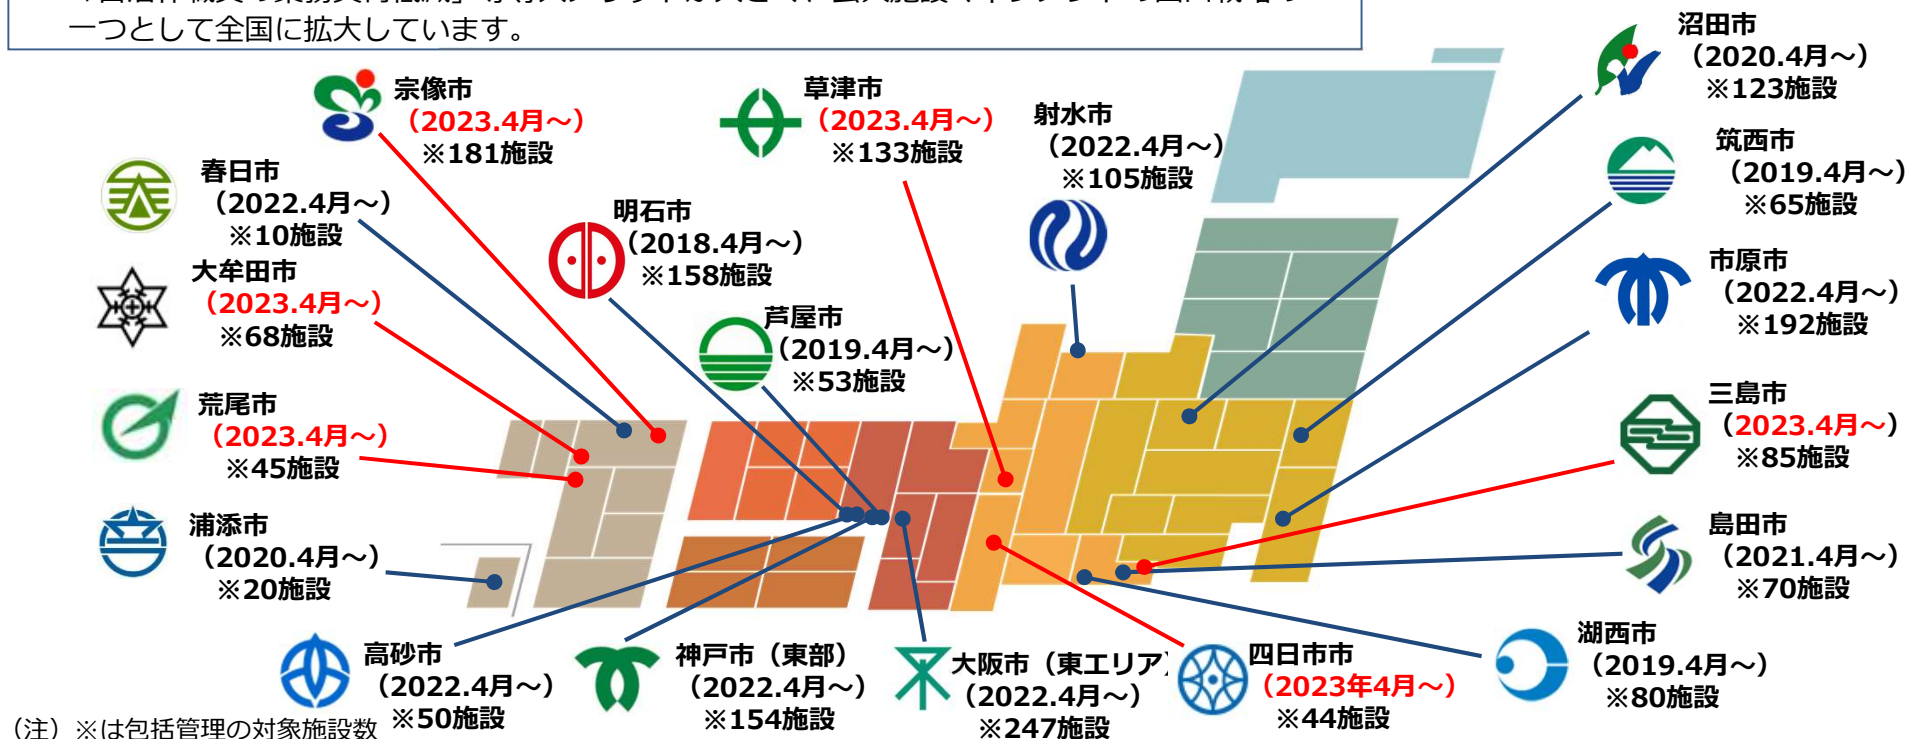 一つとして全国に拡大しています。
宗像市
（2023.4月～）
※181施設
草津市
（2023.4月～）
※133施設
射水市
（2022.4月～）
※105施設
沼田市
（2020.4月～）
※123施設
春日市
（2022.4月～）
※10施設
明石市
（2018.4月～）
※158施設
筑西市
（2019.4月～）
※65施設
大牟田市
（2023.4月～）
※68施設
芦屋市
（2019.4月～）
※53施設
市原市
（2022.4月～）
※192施設
荒尾市
（2023.4月～）
※45施設
三島市
（2023.4月～）
※85施設
浦添市
（2020.4月～）
※20施設
島田市
（2021.4月～）
※70施設
高砂市
（2022.4月～）
※50施設
神戸市（東部）
（2022.4月～）
※154施設
大阪市（東エリア）
（2022.4月～）
※247施設
四日市市
（2023年4月～）
※44施設
湖西市
（2019.4月～）
※80施設
（注）※は包括管理の対象施設数